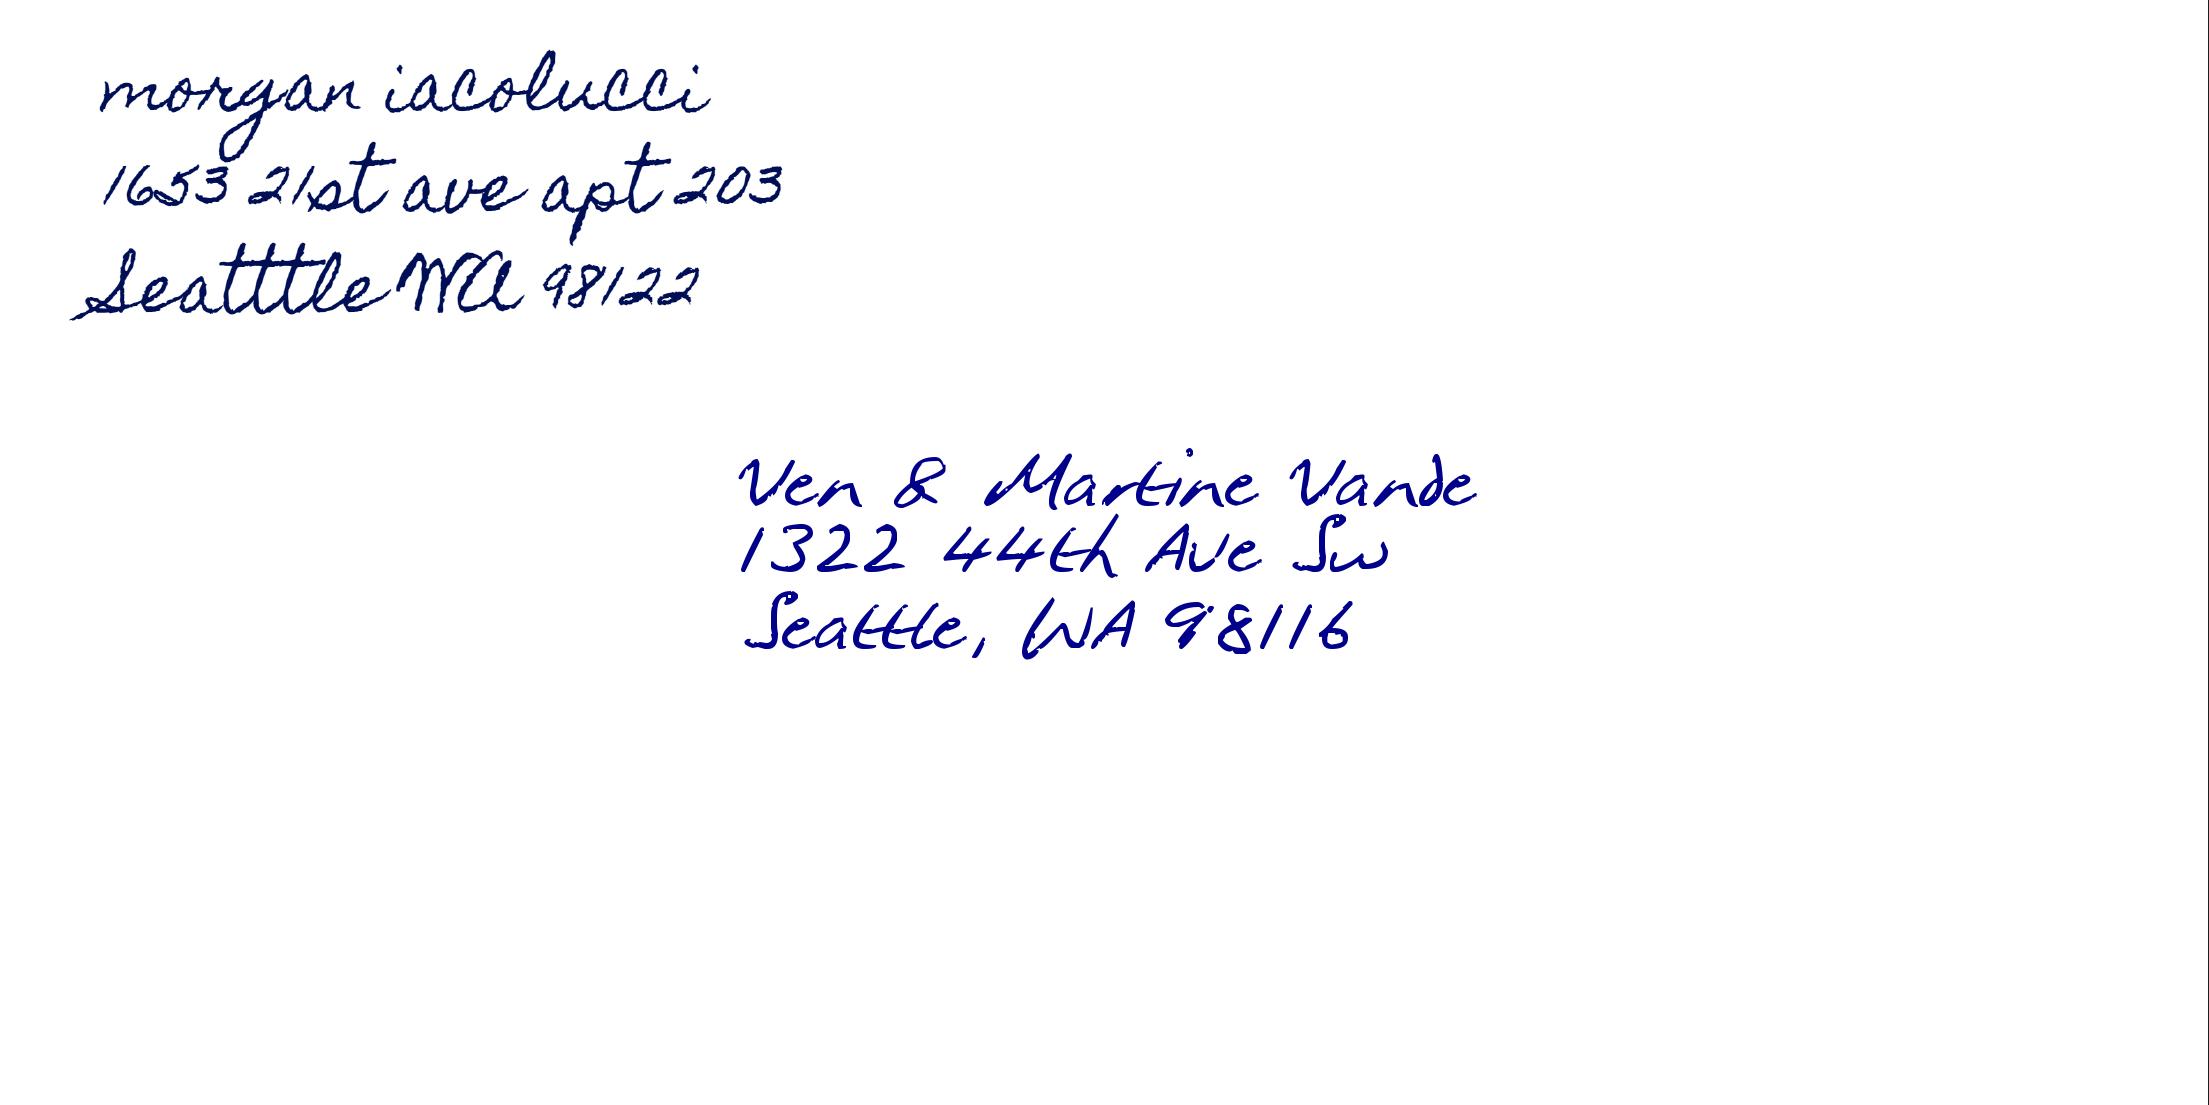 morgan iacolucci
1653 21st ave apt 203
Seatttle WA 98122
Ven & Martine Vande
1322 44th Ave Sw
Seattle, WA 98116